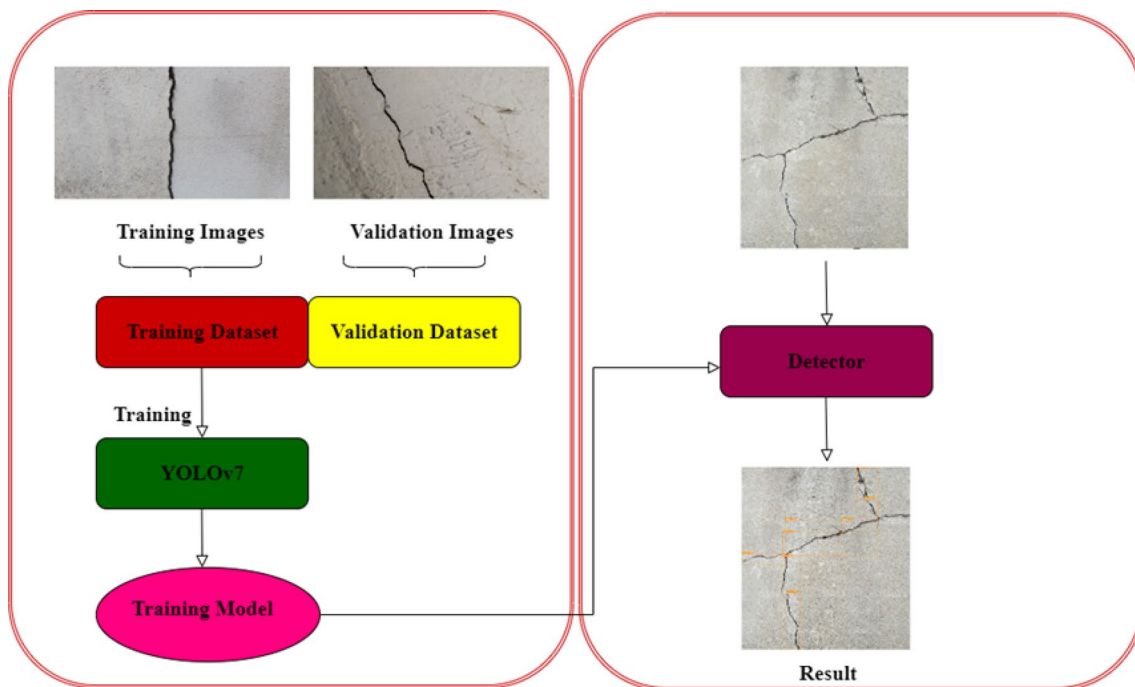 Training Images
Validation Images
Training Dataset
Validation Dataset
Training
YOLOv7
Training Model
Detector
Result